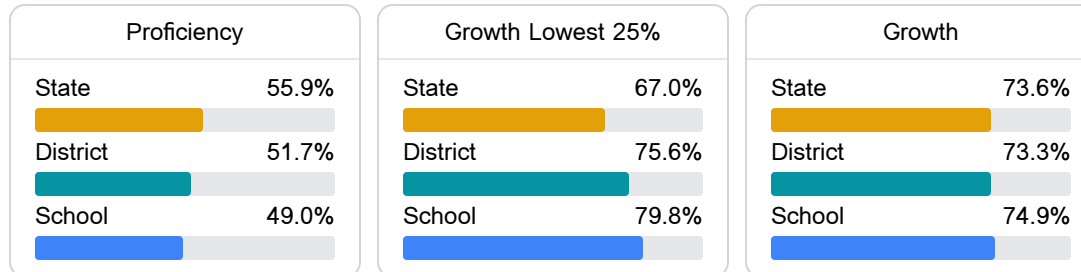 Proficiency
State 55.9%
District 51.7%
School 49.0%
Growth Lowest 25%
State 67.0%
District 75.6%
School 79.8%
Growth
State 73.6%
District 73.3%
School 74.9%